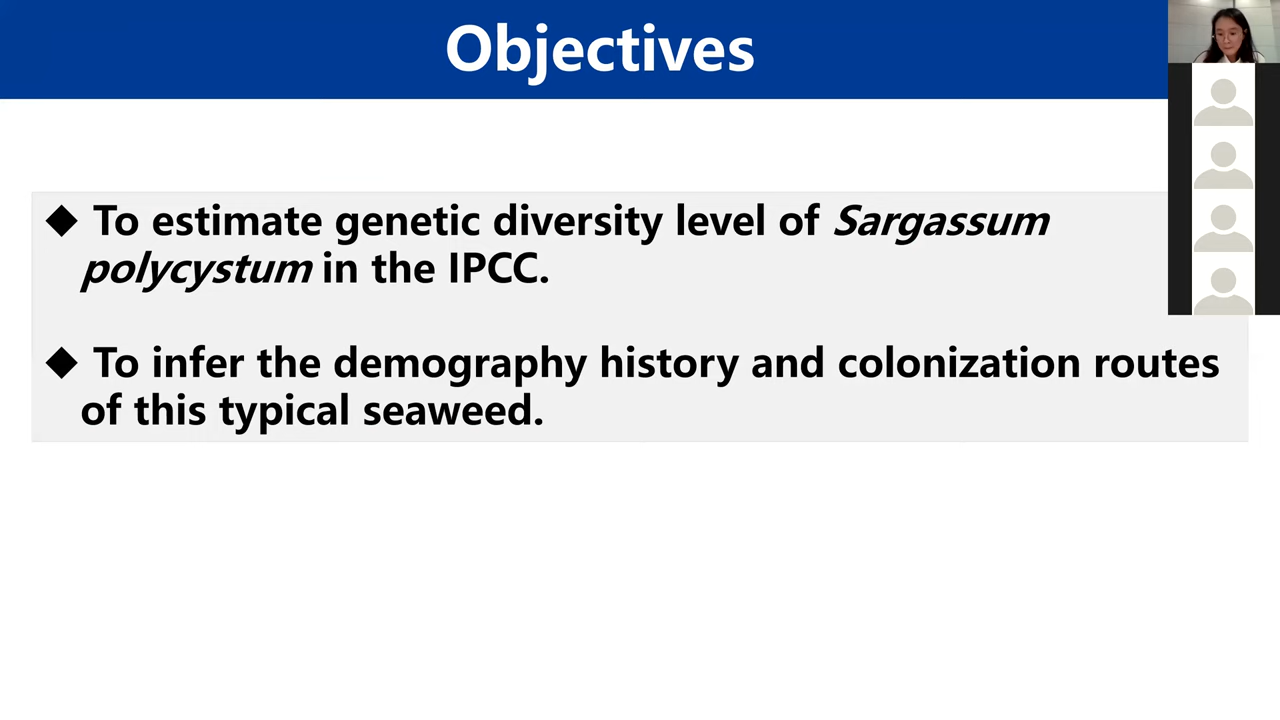 Objectives
◆ To estimate genetic diversity level of Sargassum
polycystum in the IPCC.
◆ To infer the demography history and colonization routes
of this typical seaweed.